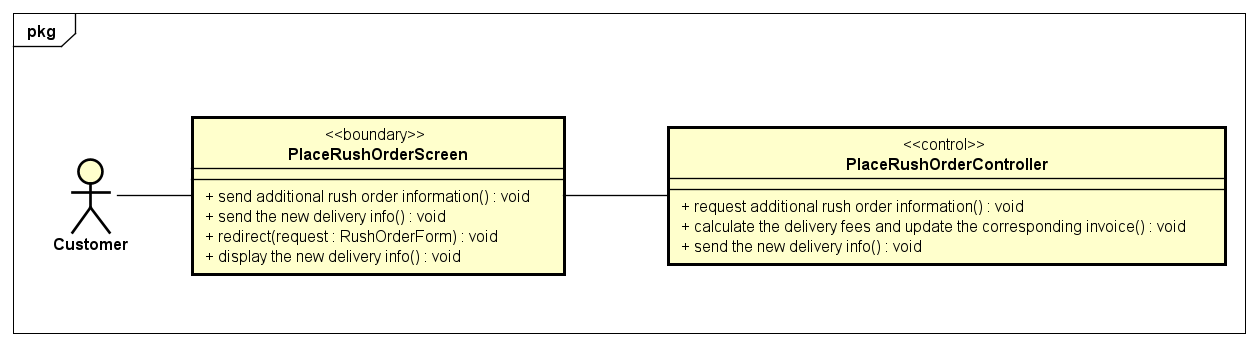 pkg
Customer
<<boundary>>
PlaceRushOrderScreen
+ send additional rush order information() : void
+ send the new delivery info() : void
+ redirect(request : RushOrderForm) : void
+ display the new delivery info() : void
<<control>>
PlaceRushOrderController
+ request additional rush order information() : void
+ calculate the delivery fees and update the corresponding invoice() : void
+ send the new delivery info() : void